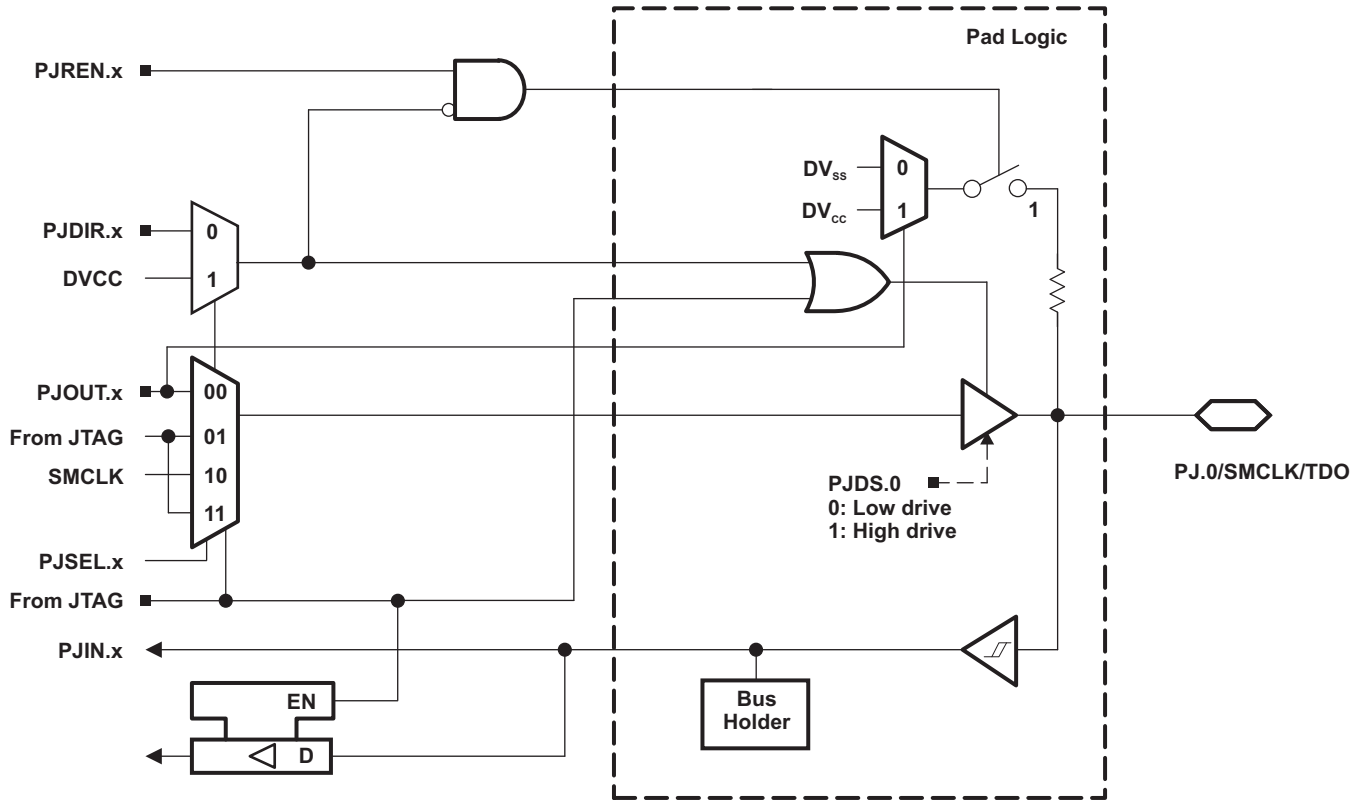 Pad Logic
PJREN.x
DVss
0
DVcc
1
1
PJDIR.x
0
DVCC
1
PJOUT.x
00
From JTAG
01
SMCLK
10
11
PJSEL.x
From JTAG
PJIN.x
PJDS.0
0: Low drive
1: High drive
PJ.0/SMCLK/TDO
EN
D
Bus
Holder